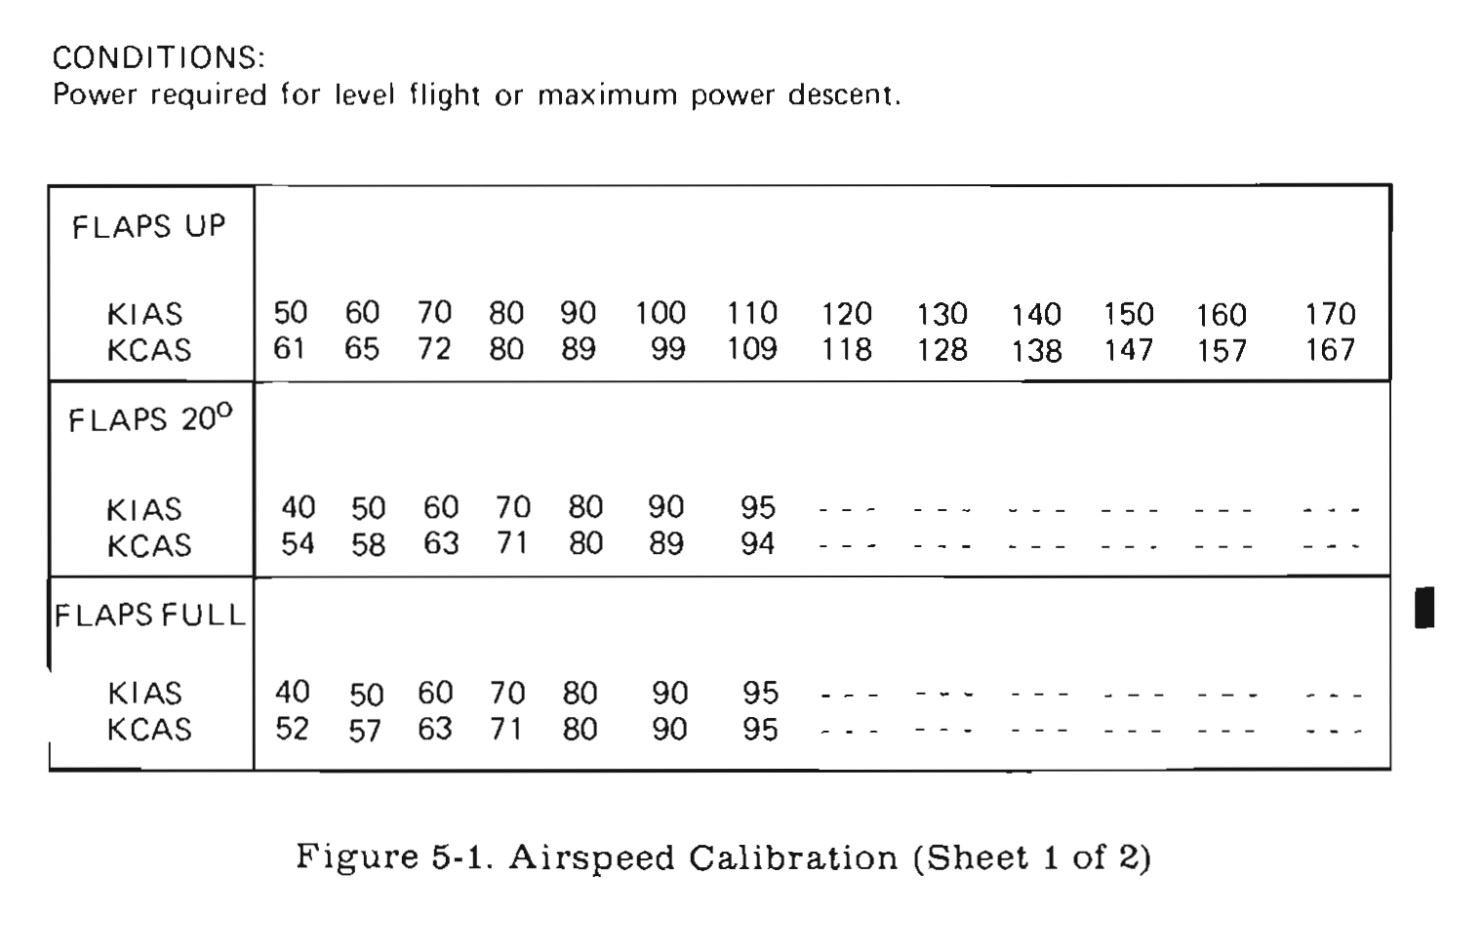 CONDITIONS:
Power required for level flight or maximum power descent.
FLAPS UP
KIAS 50 60 70 80 90 100 110 120 130 140 150 160 170
KCAS 61 65 72 80 89 99 109 118 128 138 147 157 167
FLAPS 20⁰
KIAS 40 50 60 70 80 90 95 --- --- --- --- --- ---
KCAS 54 58 63 71 80 89 94 --- --- --- --- --- ---
FLAPS FULL
KIAS 40 50 60 70 80 90 95 --- --- --- --- --- ---
KCAS 52 57 63 71 80 90 95 --- --- --- --- --- ---
Figure 5-1. Airspeed Calibration (Sheet 1 of 2)